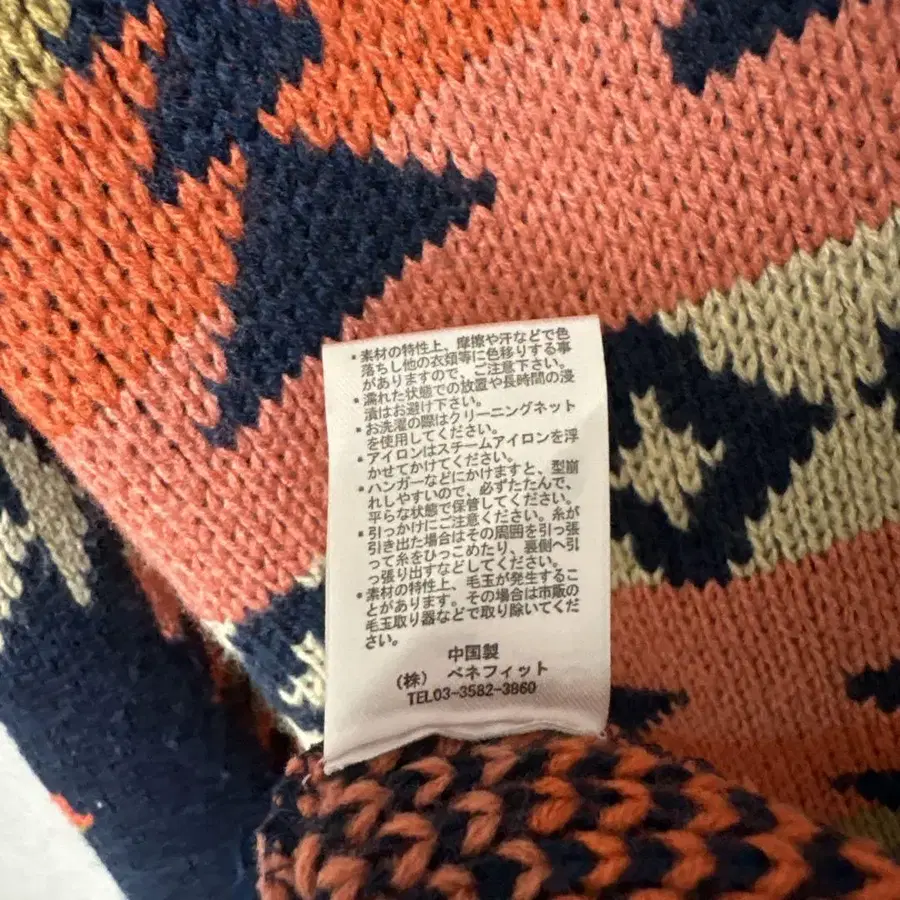 ・素材の特性上、摩擦や汗などで色
落ちし他の衣類等に色移りする事
がありますので、ご注意下さい。
・濡れた状態での放置や長時間の浸
漬はお避け下さい。
・お洗濯の際はクリーニングネット
を使用してください。
・アイロンはスチームアイロンを浮
かせてかけてください。
・ハンガーなどにかけますと、型崩
れしやすいので、必ずたたんで、
平らな状態で保管してください。
・引っかけにご注意ください。糸が
引き出た場合はその周囲を引っ張
って糸をひっこめたり、裏側へ引
っ張り出すなどしてください。
・素材の特性上、毛玉が発生するこ
とがあります。その場合は市販の
毛玉取り器などで取り除いてくだ
さい。
中国製
（株） ベネフィット
TEL03-3582-3860